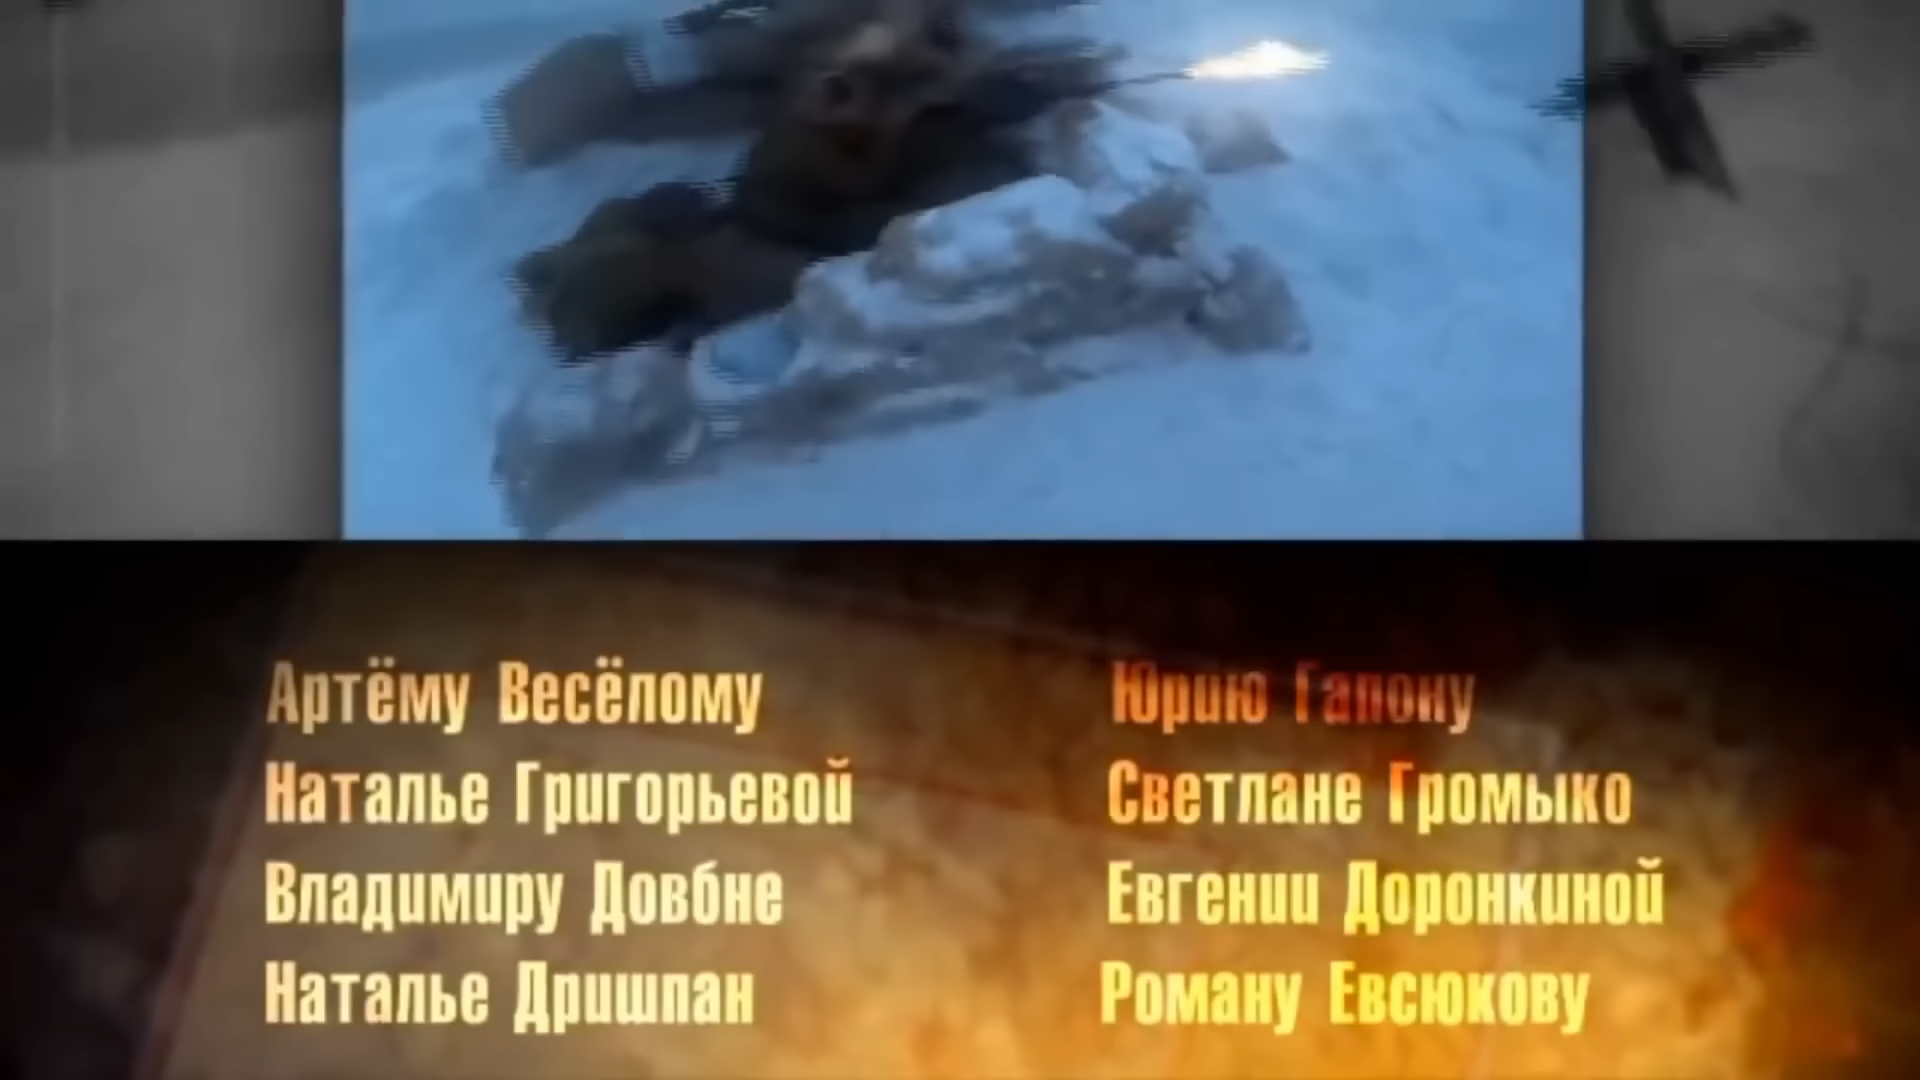 Артёму Весёлому
Юрию Гапону
Наталье Григорьевой
Светлане Громыко
Владимиру Довбне
Евгении Доронкиной
Наталье Дришпан
Роману Евсюкову